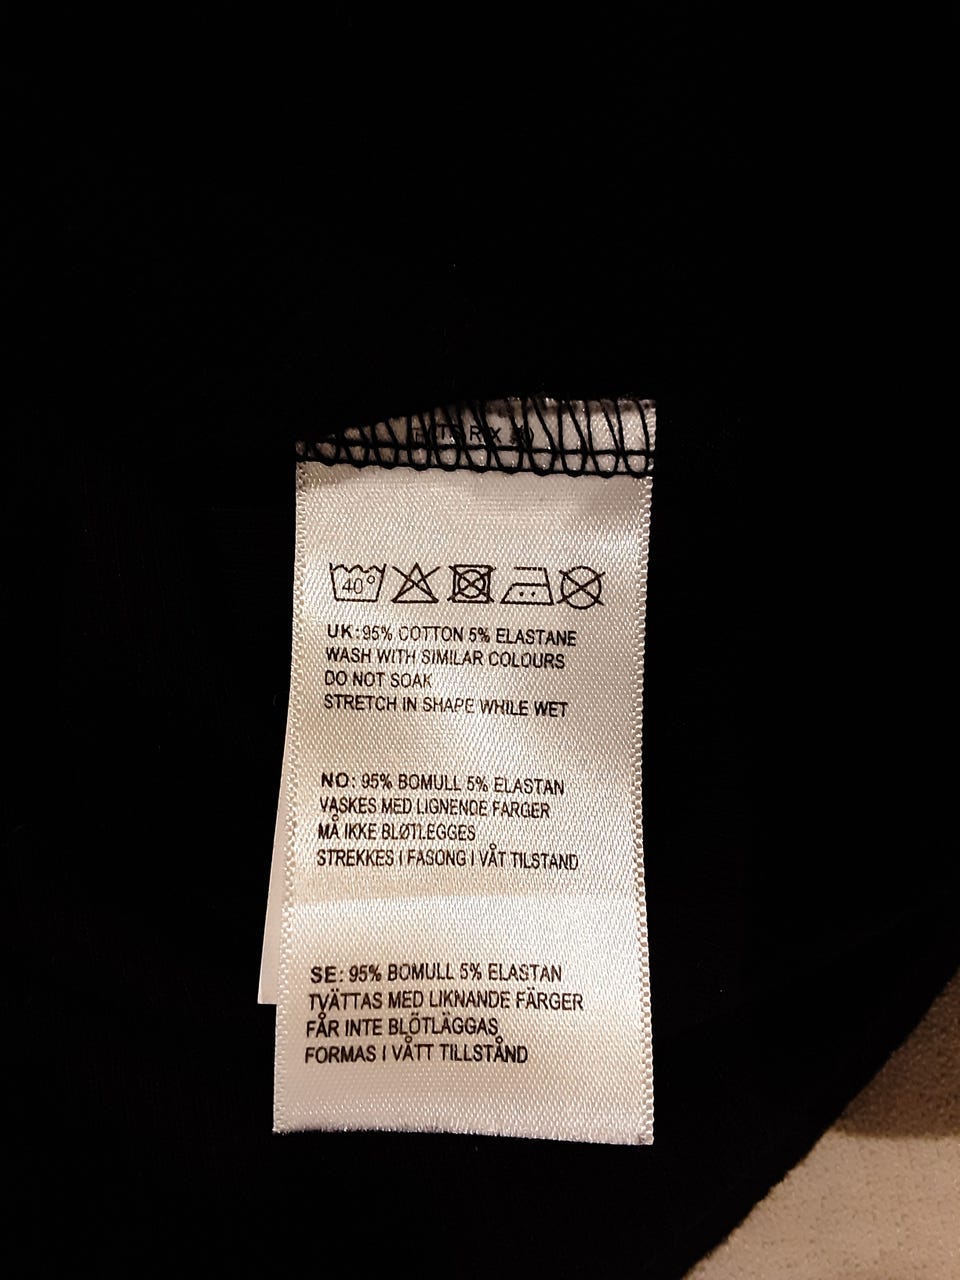 40°
UK: 95% COTTON 5% ELASTANE
WASH WITH SIMILAR COLOURS
DO NOT SOAK
STRETCH IN SHAPE WHILE WET
NO: 95% BOMULL 5% ELASTAN
VASKES MED LIGNENDE FARGER
MÅ IKKE BLØTLEGGES
STREKKES I FASONG I VÅT TILSTAND
SE: 95% BOMULL 5% ELASTAN
TVÄTTAS MED LIKNANDE FÄRGER
FÅR INTE BLÖTLÄGGAS
FORMAS I VÅTT TILLSTÅND